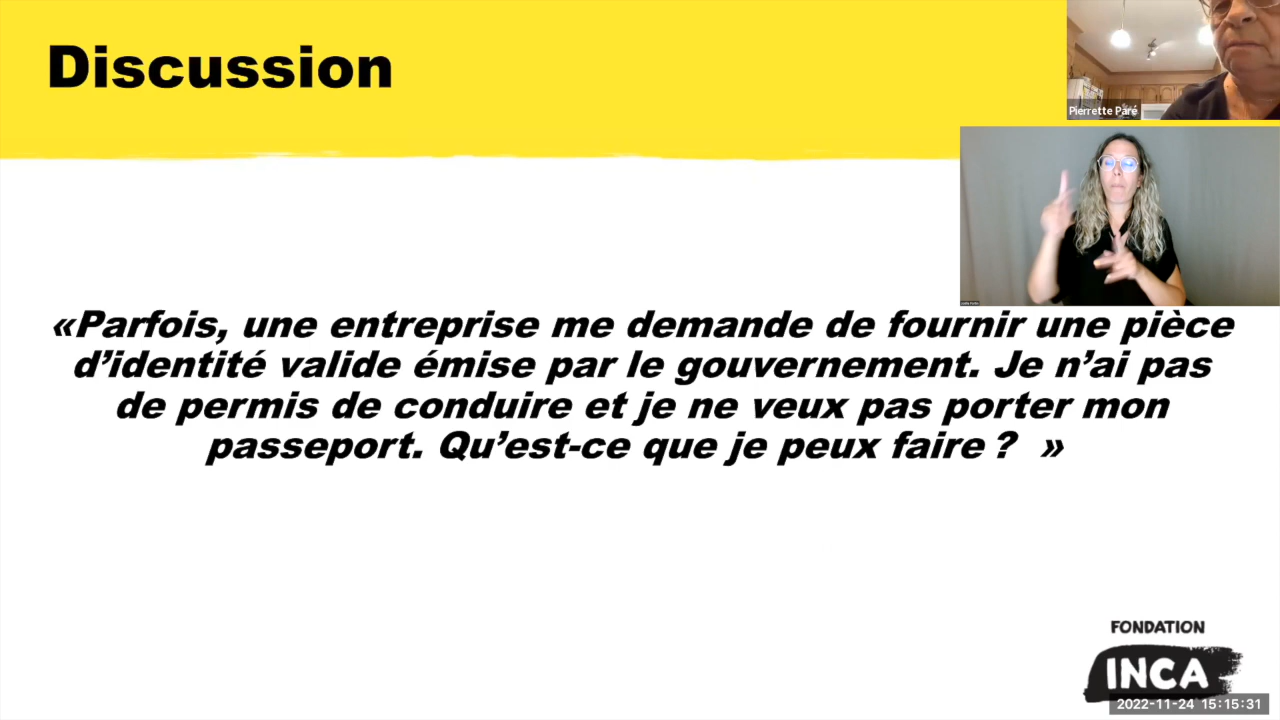 Discussion
Pierrette Paré
«Parfois, une entreprise me demande de fournir une pièce
d’identité valide émise par le gouvernement. Je n’ai pas
de permis de conduire et je ne veux pas porter mon
passeport. Qu’est-ce que je peux faire ?  »
FONDATION
INCA
2022-11-24 15:15:31